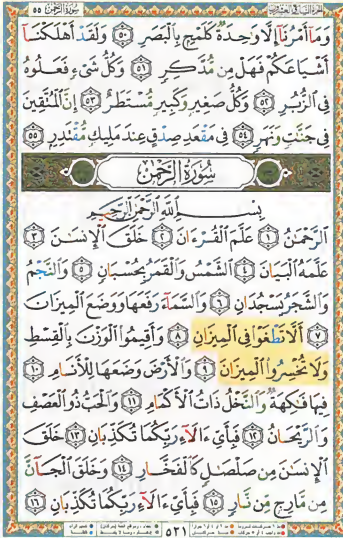 سُورَةُ الرَّحْمَٰن ٥٥
وَمَآ أَمْرُنَآ إِلَّا وَٰحِدَةٌ كَلَمْحٍۭ بِٱلْبَصَرِ ٥٠ وَلَقَدْ أَهْلَكْنَآ
أَشْيَاعَكُمْ فَهَلْ مِن مُّدَّكِرٍ ٥١ وَكُلُّ شَىْءٍ فَعَلُوهُ
فِى ٱلزُّبُرِ ٥٢ وَكُلُّ صَغِيرٍ وَكَبِيرٍ مُّسْتَطَرٌ ٥٣ إِنَّ ٱلْمُتَّقِينَ
فِى جَنَّٰتٍ وَنَهَرٍ ٥٤ فِى مَقْعَدِ صِدْقٍ عِندَ مَلِيكٍ مُّقْتَدِرٍۭ ٥٥
سُورَةُ الرَّحْمَٰن
بِسْمِ ٱللَّهِ ٱلرَّحْمَٰنِ ٱلرَّحِيمِ
ٱلرَّحْمَٰنُ ١ عَلَّمَ ٱلْقُرْءَانَ ٢ خَلَقَ ٱلْإِنسَٰنَ ٣
عَلَّمَهُ ٱلْبَيَانَ ٤ ٱلشَّمْسُ وَٱلْقَمَرُ بِحُسْبَانٍ ٥ وَٱلنَّجْمُ
وَٱلشَّجَرُ يَسْجُدَانِ ٦ وَٱلسَّمَآءَ رَفَعَهَا وَوَضَعَ ٱلْمِيزَانَ
٧ أَلَّا تَطْغَوْا۟ فِى ٱلْمِيزَانِ ٨ وَأَقِيمُوا۟ ٱلْوَزْنَ بِٱلْقِسْطِ
وَلَا تُخْسِرُوا۟ ٱلْمِيزَانَ ٩ وَٱلْأَرْضَ وَضَعَهَا لِلْأَنَامِ ١٠
فِيهَا فَٰكِهَةٌ وَٱلنَّخْلُ ذَاتُ ٱلْأَكْمَامِ ١١ وَٱلْحَبُّ ذُو ٱلْعَصْفِ
وَٱلرَّيْحَانُ ١٢ فَبِأَىِّ ءَالَآءِ رَبِّكُمَا تُكَذِّبَانِ ١٣ خَلَقَ
ٱلْإِنسَٰنَ مِن صَلْصَٰلٍ كَٱلْفَخَّارِ ١٤ وَخَلَقَ ٱلْجَآنَّ
مِن مَّارِجٍ مِّن نَّارٍ ١٥ فَبِأَىِّ ءَالَآءِ رَبِّكُمَا تُكَذِّبَانِ ١٦
٥٣١